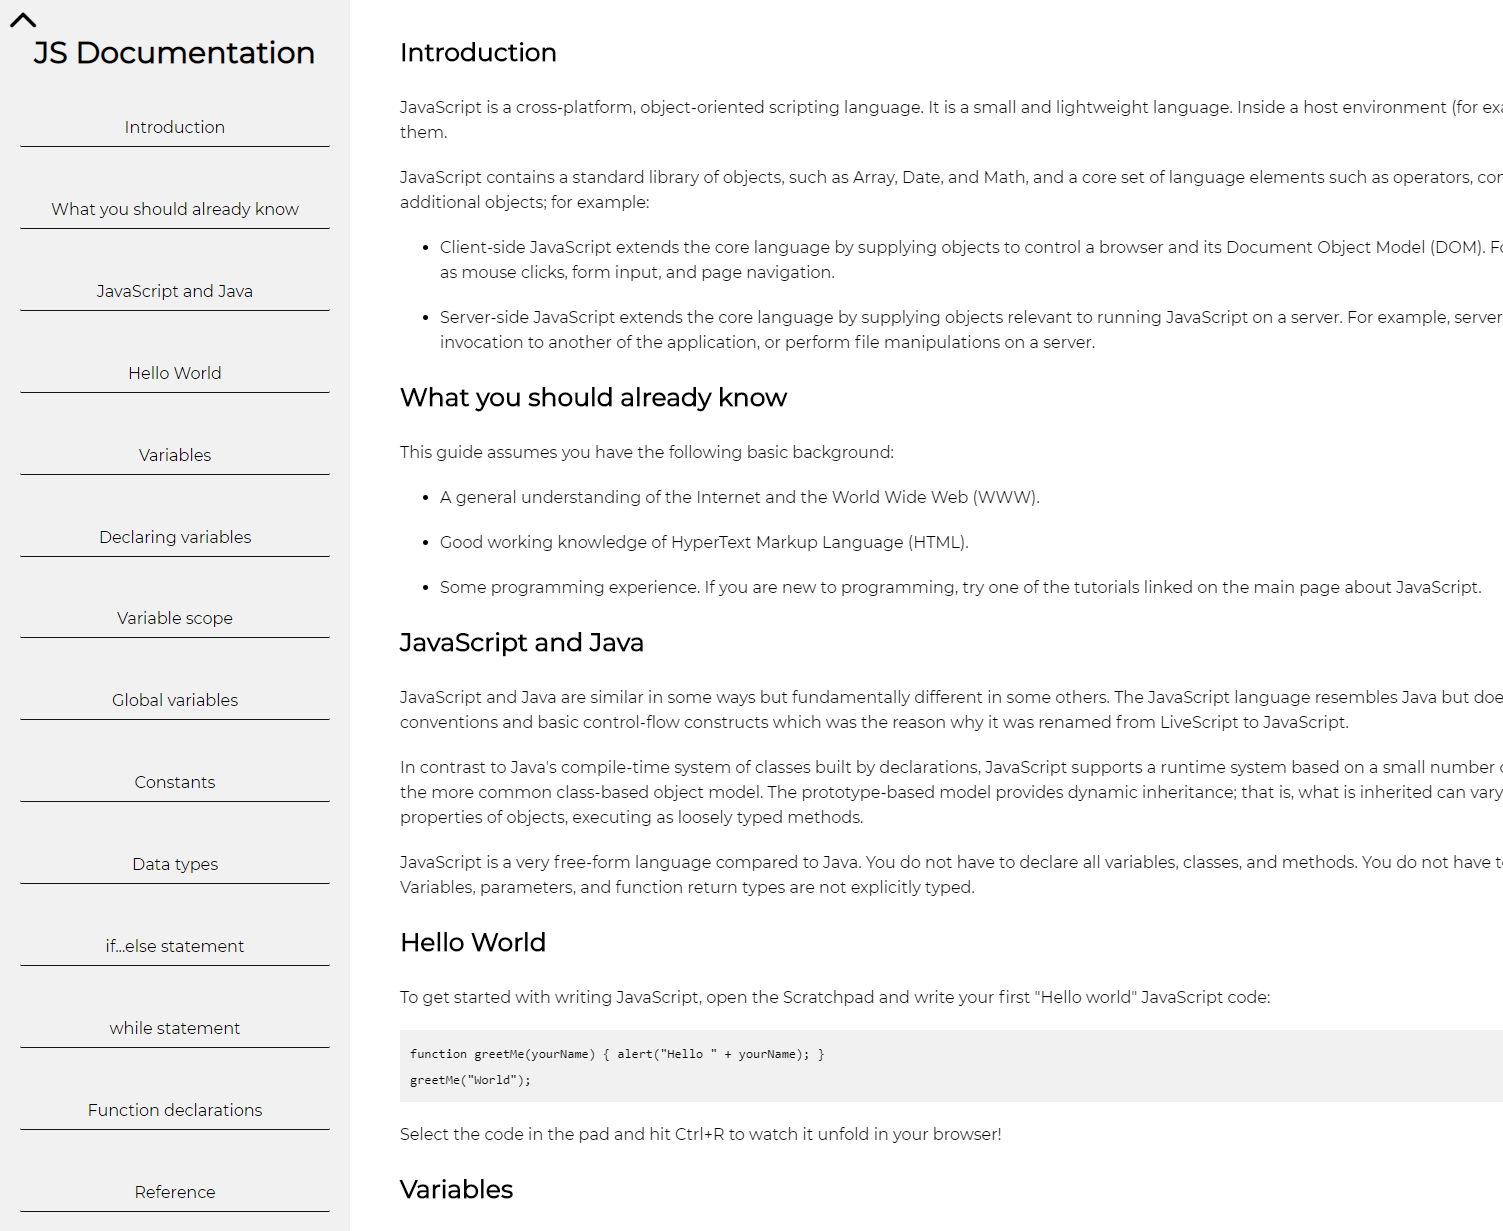 JS Documentation
Introduction
What you should already know
JavaScript and Java
Hello World
Variables
Declaring variables
Variable scope
Global variables
Constants
Data types
if...else statement
while statement
Function declarations
Reference
Introduction
JavaScript is a cross-platform, object-oriented scripting language. It is a small and lightweight language. Inside a host environment (for
them.
JavaScript contains a standard library of objects, such as Array, Date, and Math, and a core set of language elements such as operators,
additional objects; for example:
• Client-side JavaScript extends the core language by supplying objects to control a browser and its Document Object Model (DOM).
as mouse clicks, form input, and page navigation.
• Server-side JavaScript extends the core language by supplying objects relevant to running JavaScript on a server. For example, server
invocation to another of the application, or perform file manipulations on a server.
What you should already know
This guide assumes you have the following basic background:
• A general understanding of the Internet and the World Wide Web (WWW).
• Good working knowledge of HyperText Markup Language (HTML).
• Some programming experience. If you are new to programming, try one of the tutorials linked on the main page about JavaScript.
JavaScript and Java
JavaScript and Java are similar in some ways but fundamentally different in some others. The JavaScript language resembles Java but doe
conventions and basic control-flow constructs which was the reason why it was renamed from LiveScript to JavaScript.
In contrast to Java's compile-time system of classes built by declarations, JavaScript supports a runtime system based on a small number
the more common class-based object model. The prototype-based model provides dynamic inheritance; that is, what is inherited can vary
properties of objects, executing as loosely typed methods.
JavaScript is a very free-form language compared to Java. You do not have to declare all variables, classes, and methods. You do not have
Variables, parameters, and function return types are not explicitly typed.
Hello World
To get started with writing JavaScript, open the Scratchpad and write your first "Hello world" JavaScript code:
function greetMe(yourName) { alert("Hello " + yourName); }
greetMe("World");
Select the code in the pad and hit Ctrl+R to watch it unfold in your browser!
Variables